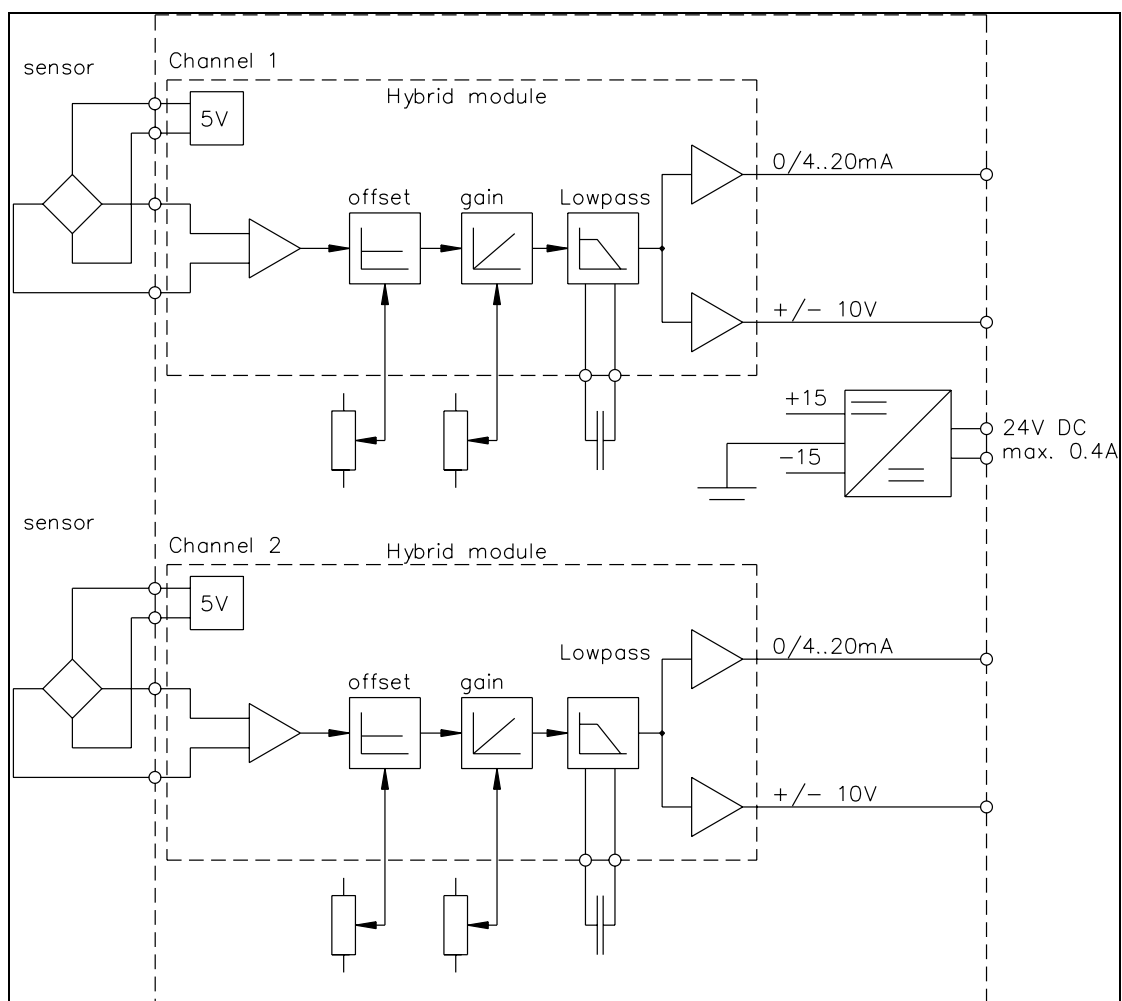 Channel 1
sensor
Hybrid module
5V
0/4..20mA
offset
gain
Lowpass
+/- 10V
+15
-15
24V DC
max. 0.4A
sensor
Channel 2
Hybrid module
5V
0/4..20mA
Lowpass
offset
gain
+/- 10V